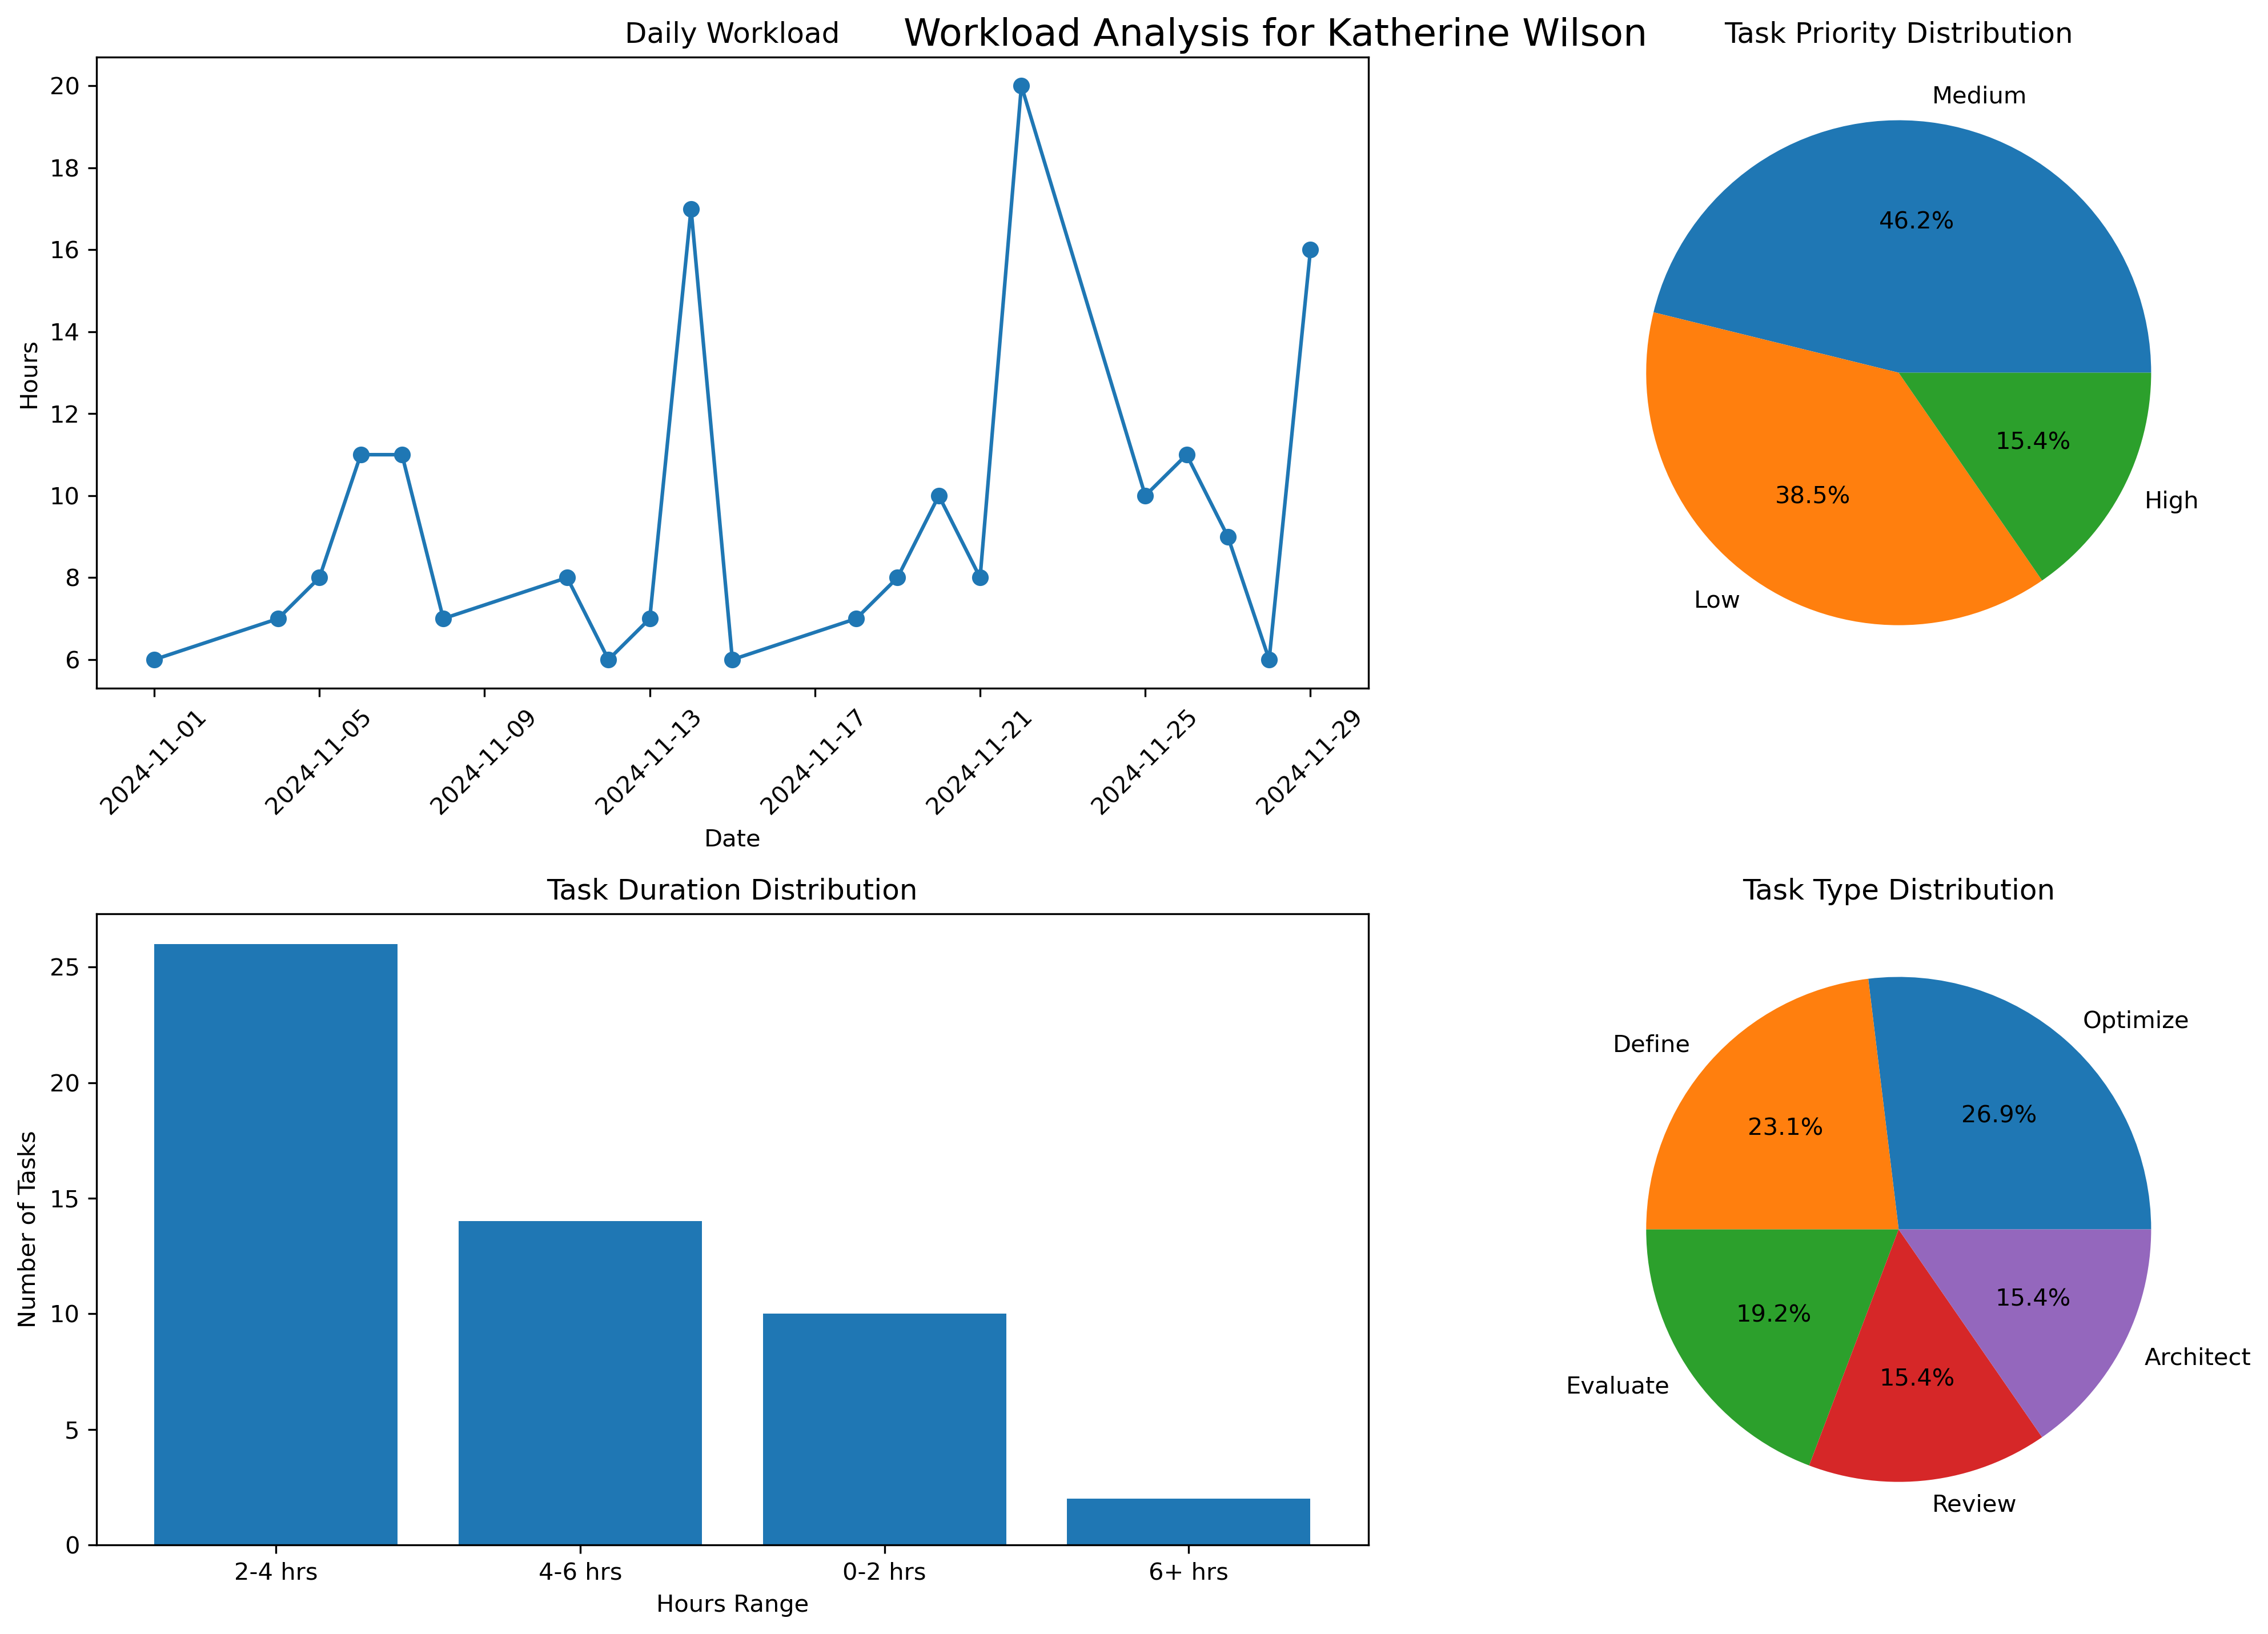 Workload Analysis for Katherine Wilson
Daily Workload
Hours
20
18
16
14
12
10
8
6
2024-11-01
2024-11-05
2024-11-09
2024-11-13
2024-11-17
2024-11-21
2024-11-25
2024-11-29
Date
Task Priority Distribution
Medium
46.2%
15.4%
38.5%
High
Low
Task Duration Distribution
Number of Tasks
25
20
15
10
5
0
2-4 hrs
4-6 hrs
0-2 hrs
6+ hrs
Hours Range
Task Type Distribution
Optimize
Define
26.9%
23.1%
15.4%
19.2%
Architect
15.4%
Evaluate
Review